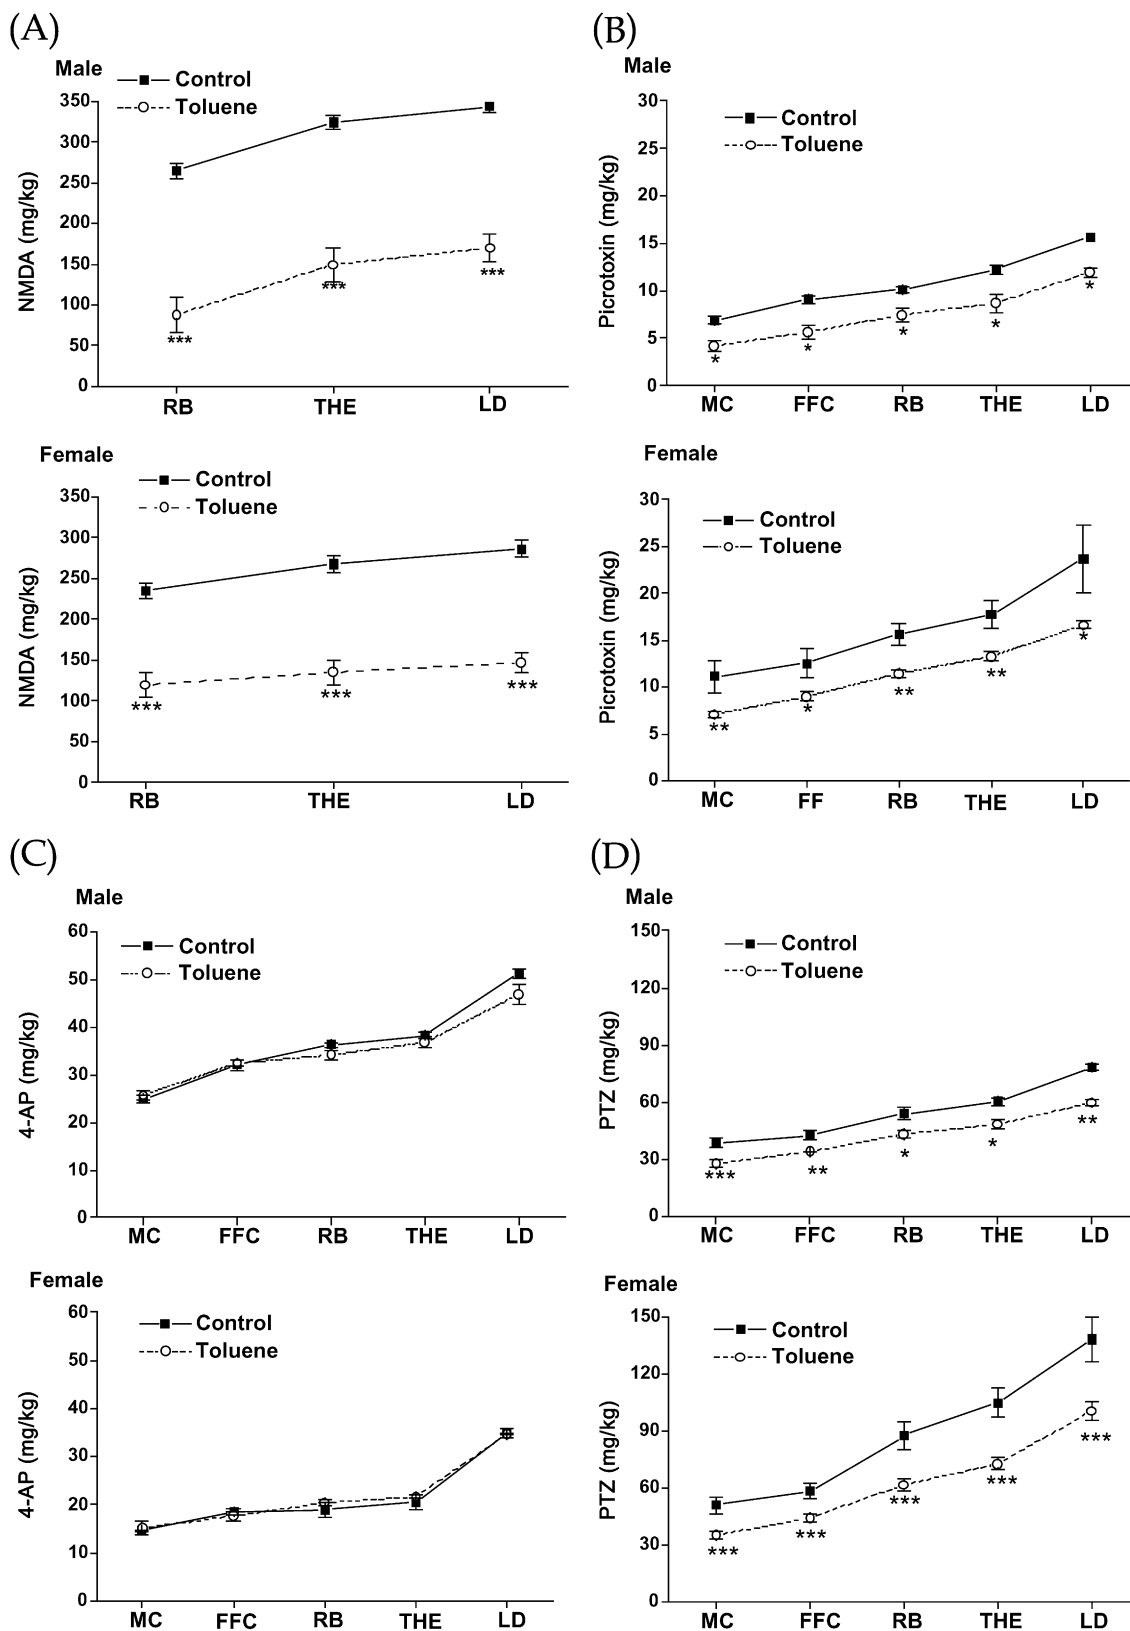 (A)
Male
Control
Toluene
NMDA (mg/kg)
350
300
250
200
150
100
50
0
***
***
***
RB THE LD
Female
Control
Toluene
NMDA (mg/kg)
350
300
250
200
150
100
50
0
***
***
***
RB THE LD
(B)
Male
Control
Toluene
Picrotoxin (mg/kg)
30
25
20
15
10
5
0
*
*
*
*
*
MC FFC RB THE LD
Female
Control
Toluene
Picrotoxin (mg/kg)
30
25
20
15
10
5
0
**
*
**
**
*
MC FF RB THE LD
(C)
Male
Control
Toluene
4-AP (mg/kg)
60
50
40
30
20
10
0
MC FFC RB THE LD
Female
Control
Toluene
4-AP (mg/kg)
60
50
40
30
20
10
0
MC FFC RB THE LD
(D)
Male
Control
Toluene
PTZ (mg/kg)
150
120
90
60
30
0
***
**
*
*
**
MC FFC RB THE LD
Female
Control
Toluene
PTZ (mg/kg)
150
120
90
60
30
0
***
***
***
***
***
MC FFC RB THE LD